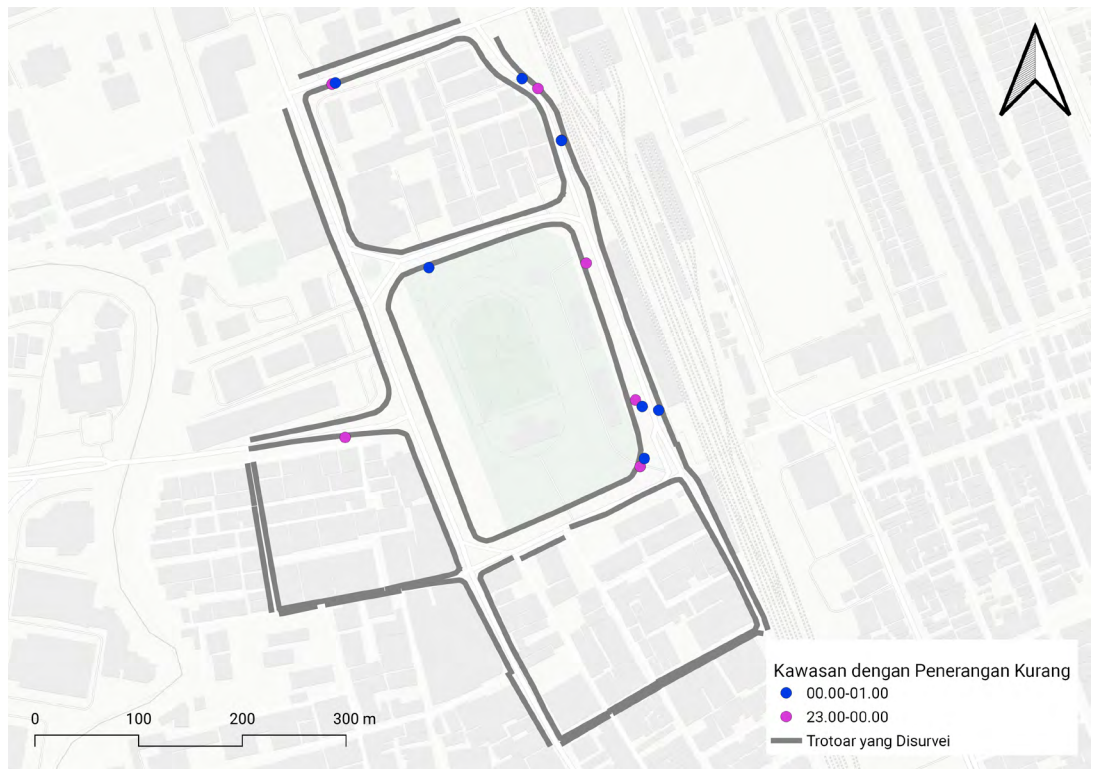 0 100 200 300 m
Kawasan dengan Penerangan Kurang
00.00-01.00
23.00-00.00
Trotoar yang Disurvei